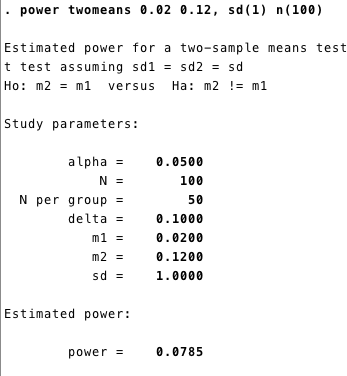 . power twomeans 0.02 0.12, sd(1) n(100)
Estimated power for a two-sample means test
t test assuming sd1 = sd2 = sd
Ho: m2 = m1  versus  Ha: m2 != m1
Study parameters:
alpha =    0.0500
N =       100
N per group =        50
delta =    0.1000
m1 =    0.0200
m2 =    0.1200
sd =    1.0000
Estimated power:
power =    0.0785